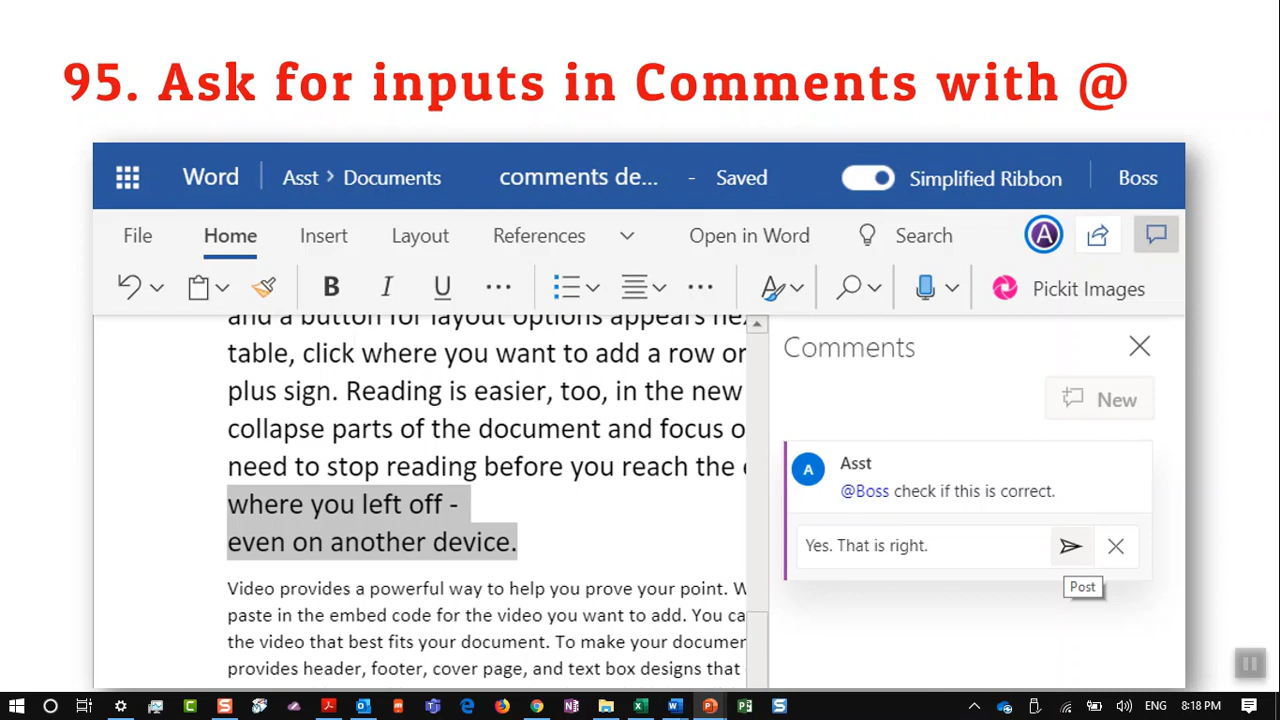 95. Ask for inputs in Comments with @
Word Asst > Documents comments de... - Saved Simplified Ribbon Boss
File Home Insert Layout References Open in Word Search A
B I U ... ... Pickit Images
and a button for layout options appears
table, click where you want to add a row or
plus sign. Reading is easier, too, in the new
collapse parts of the document and focus
need to stop reading before you reach the
where you left off -
even on another device.
Video provides a powerful way to help you prove your point.
paste in the embed code for the video you want to add. You
the video that best fits your document. To make your
provides header, footer, cover page, and text box designs that
Comments
New
A Asst
@Boss check if this is correct.
Yes. That is right.
Post
ENG 8:18 PM